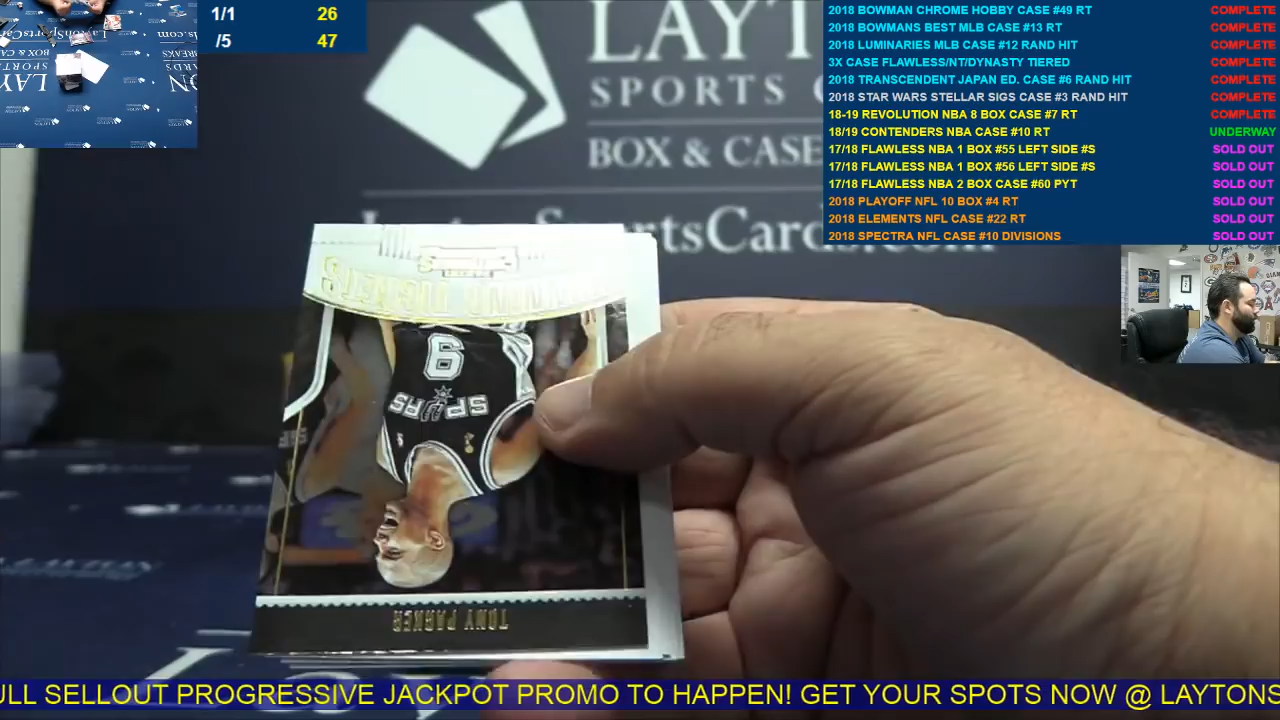 1/1 26
/5 47
LAYT
SPORTS C
BOX & CASE
LaytonSportsCards.com
2018 BOWMAN CHROME HOBBY CASE #49 RT COMPLETE
2018 BOWMANS BEST MLB CASE #13 RT COMPLETE
2018 LUMINARIES MLB CASE #12 RAND HIT COMPLETE
3X CASE FLAWLESS/NT/DYNASTY TIERED COMPLETE
2018 TRANSCENDENT JAPAN ED. CASE #6 RAND HIT COMPLETE
2018 STAR WARS STELLAR SIGS CASE #3 RAND HIT COMPLETE
18-19 REVOLUTION NBA 8 BOX CASE #7 RT COMPLETE
18/19 CONTENDERS NBA CASE #10 RT UNDERWAY
17/18 FLAWLESS NBA 1 BOX #55 LEFT SIDE #S SOLD OUT
17/18 FLAWLESS NBA 1 BOX #56 LEFT SIDE #S SOLD OUT
17/18 FLAWLESS NBA 2 BOX CASE #60 PYT SOLD OUT
2018 PLAYOFF NFL 10 BOX #4 RT SOLD OUT
2018 ELEMENTS NFL CASE #22 RT SOLD OUT
2018 SPECTRA NFL CASE #10 DIVISIONS SOLD OUT
WINNING TICKETS
9
SPURS
TONY PARKER
ULL SELLOUT PROGRESSIVE JACKPOT PROMO TO HAPPEN! GET YOUR SPOTS NOW @ LAYTONS